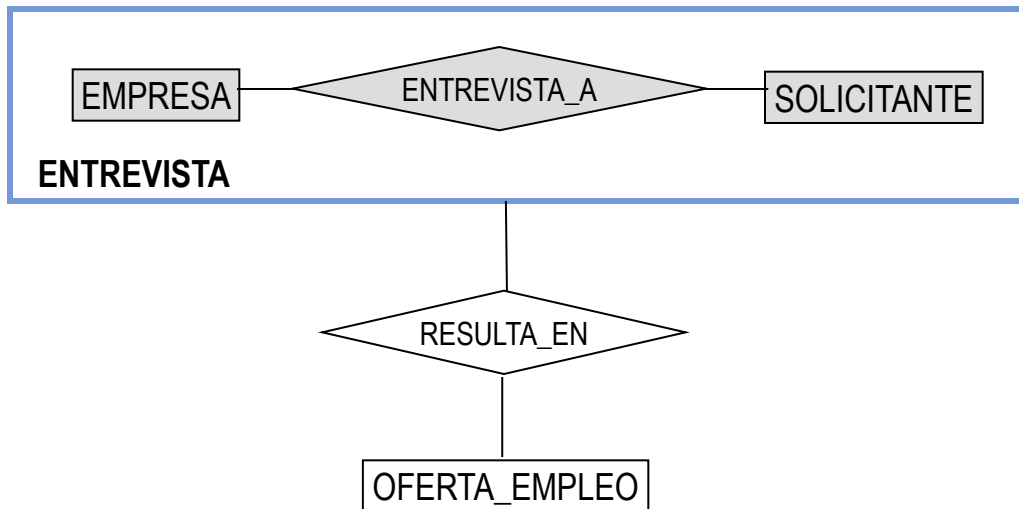 EMPRESA
ENTREVISTA_A
SOLICITANTE
ENTREVISTA
RESULTA_EN
OFERTA_EMPLEO